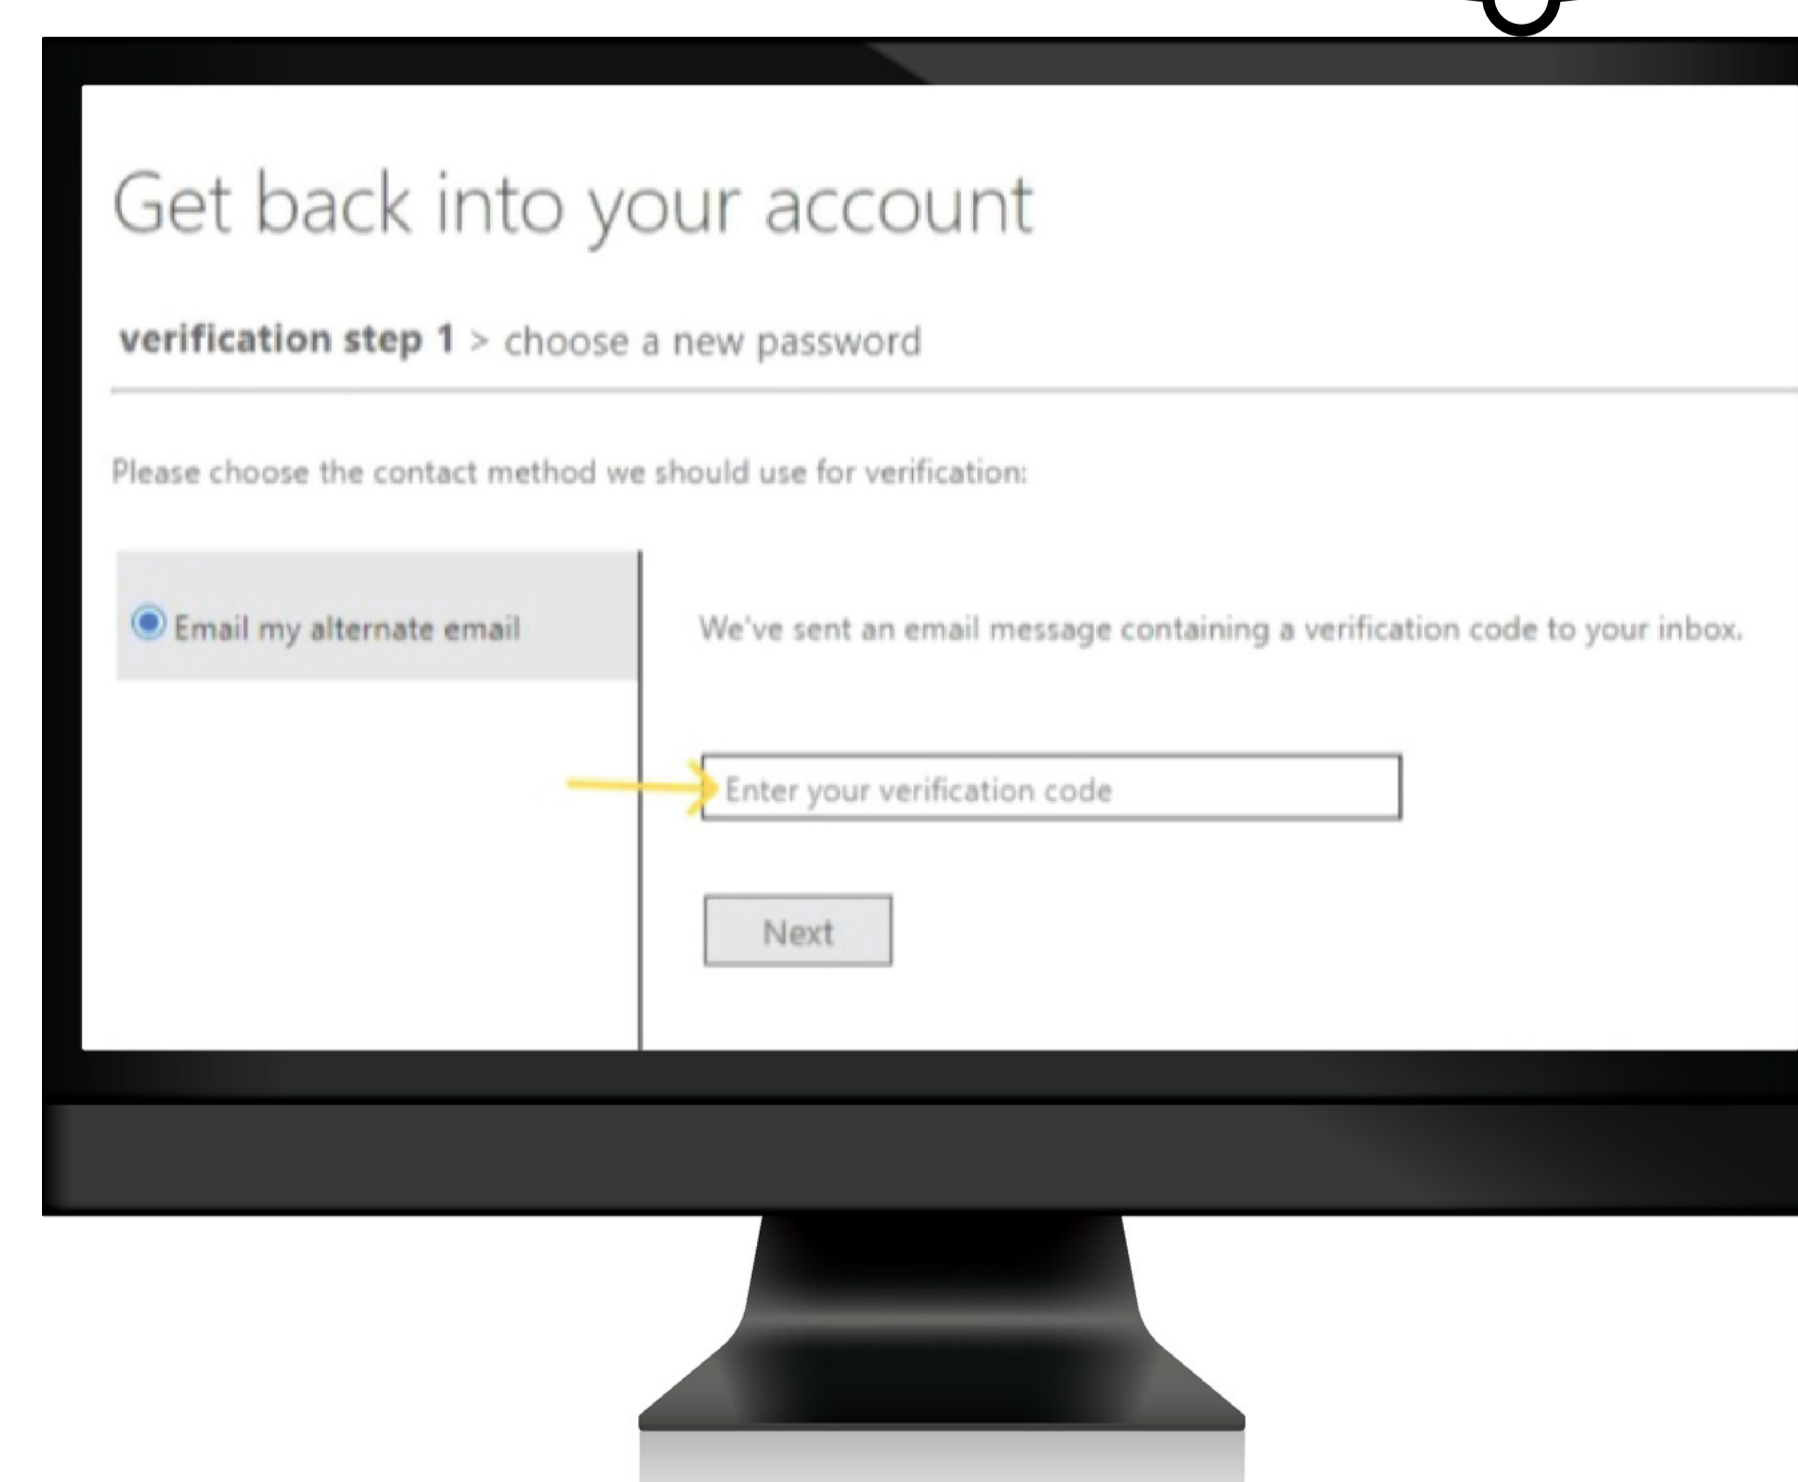 Get back into your account
verification step 1 > choose a new password
Please choose the contact method we should use for verification:
Email my alternate email
We've sent an email message containing a verification code to your inbox.
Enter your verification code
Next